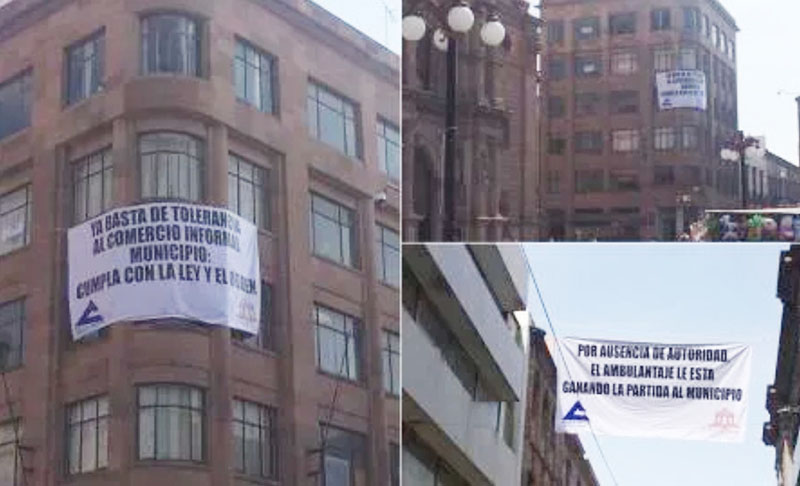 YA BASTA DE TOLERANCIA
AL COMERCIO INFORMAL
MUNICIPIO:
CUMPLA CON LA LEY Y EL ORDEN.
POR AUSENCIA DE AUTORIDAD,
EL AMBULANTAJE LE ESTA
GANANDO LA PARTIDA AL MUNICIPIO